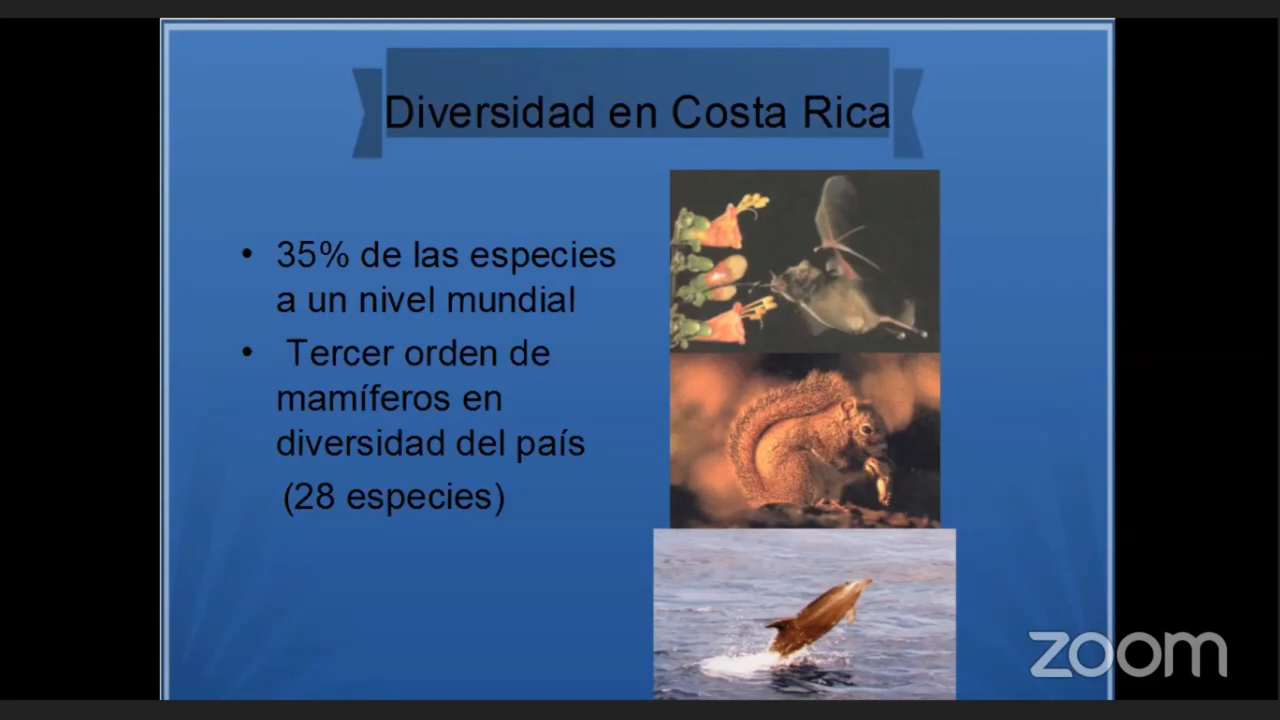 Diversidad en Costa Rica
• 35% de las especies
a un nivel mundial
• Tercer orden de
mamíferos en
diversidad del país
(28 especies)
zoom